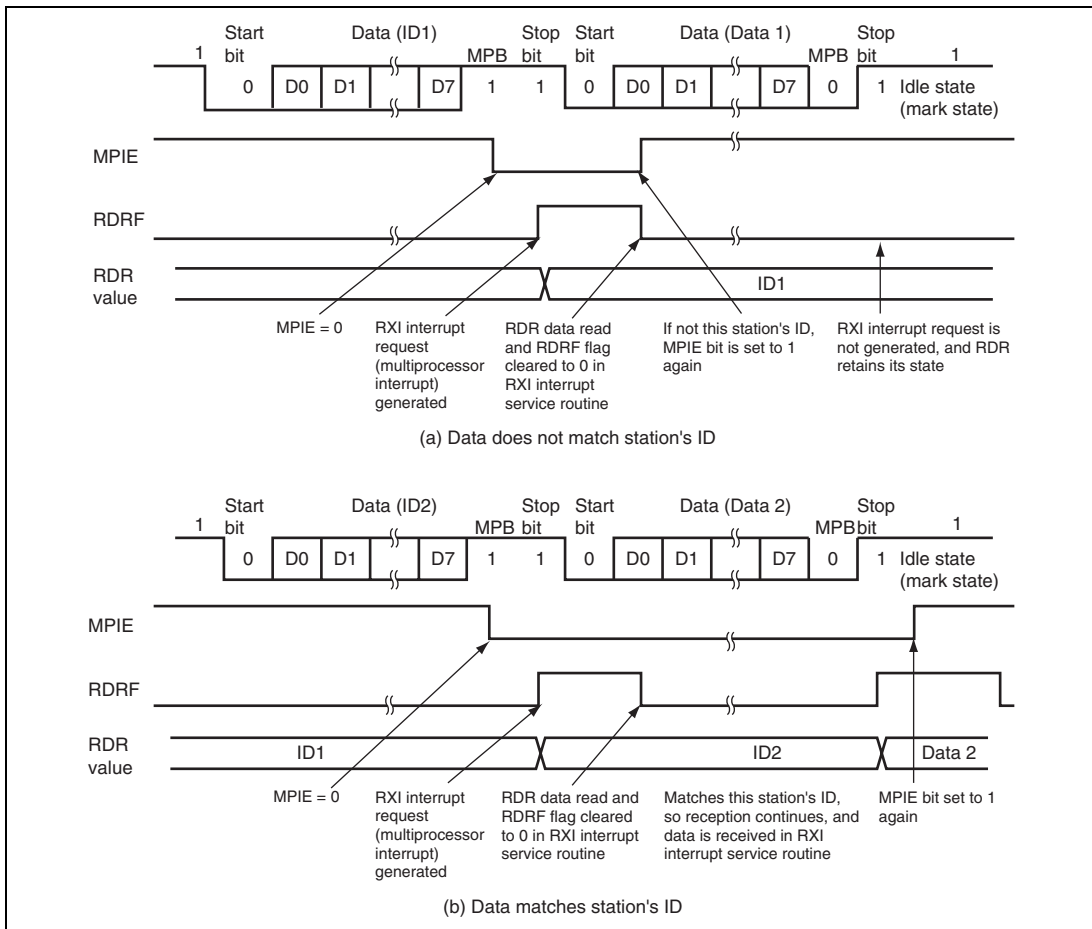 Start bit Data (ID1) MPB Stop bit Start bit Data (Data 1) MPB Stop bit
1 0 D0 D1 D7 1 1 0 D0 D1 D7 0 1 1
Idle state (mark state)
MPIE
RDRF
RDR value
ID1
MPIE = 0
RXI interrupt request (multiprocessor interrupt) generated
RDR data read and RDRF flag cleared to 0 in RXI interrupt service routine
If not this station's ID, MPIE bit is set to 1 again
RXI interrupt request is not generated, and RDR retains its state
(a) Data does not match station's ID
Start bit Data (ID2) MPB Stop bit Start bit Data (Data 2) MPB Stop bit
1 0 D0 D1 D7 1 1 0 D0 D1 D7 0 1 1
Idle state (mark state)
MPIE
RDRF
RDR value
ID1 ID2 Data 2
MPIE = 0
RXI interrupt request (multiprocessor interrupt) generated
RDR data read and RDRF flag cleared to 0 in RXI interrupt service routine
Matches this station's ID, so reception continues, and data is received in RXI interrupt service routine
MPIE bit set to 1 again
(b) Data matches station's ID